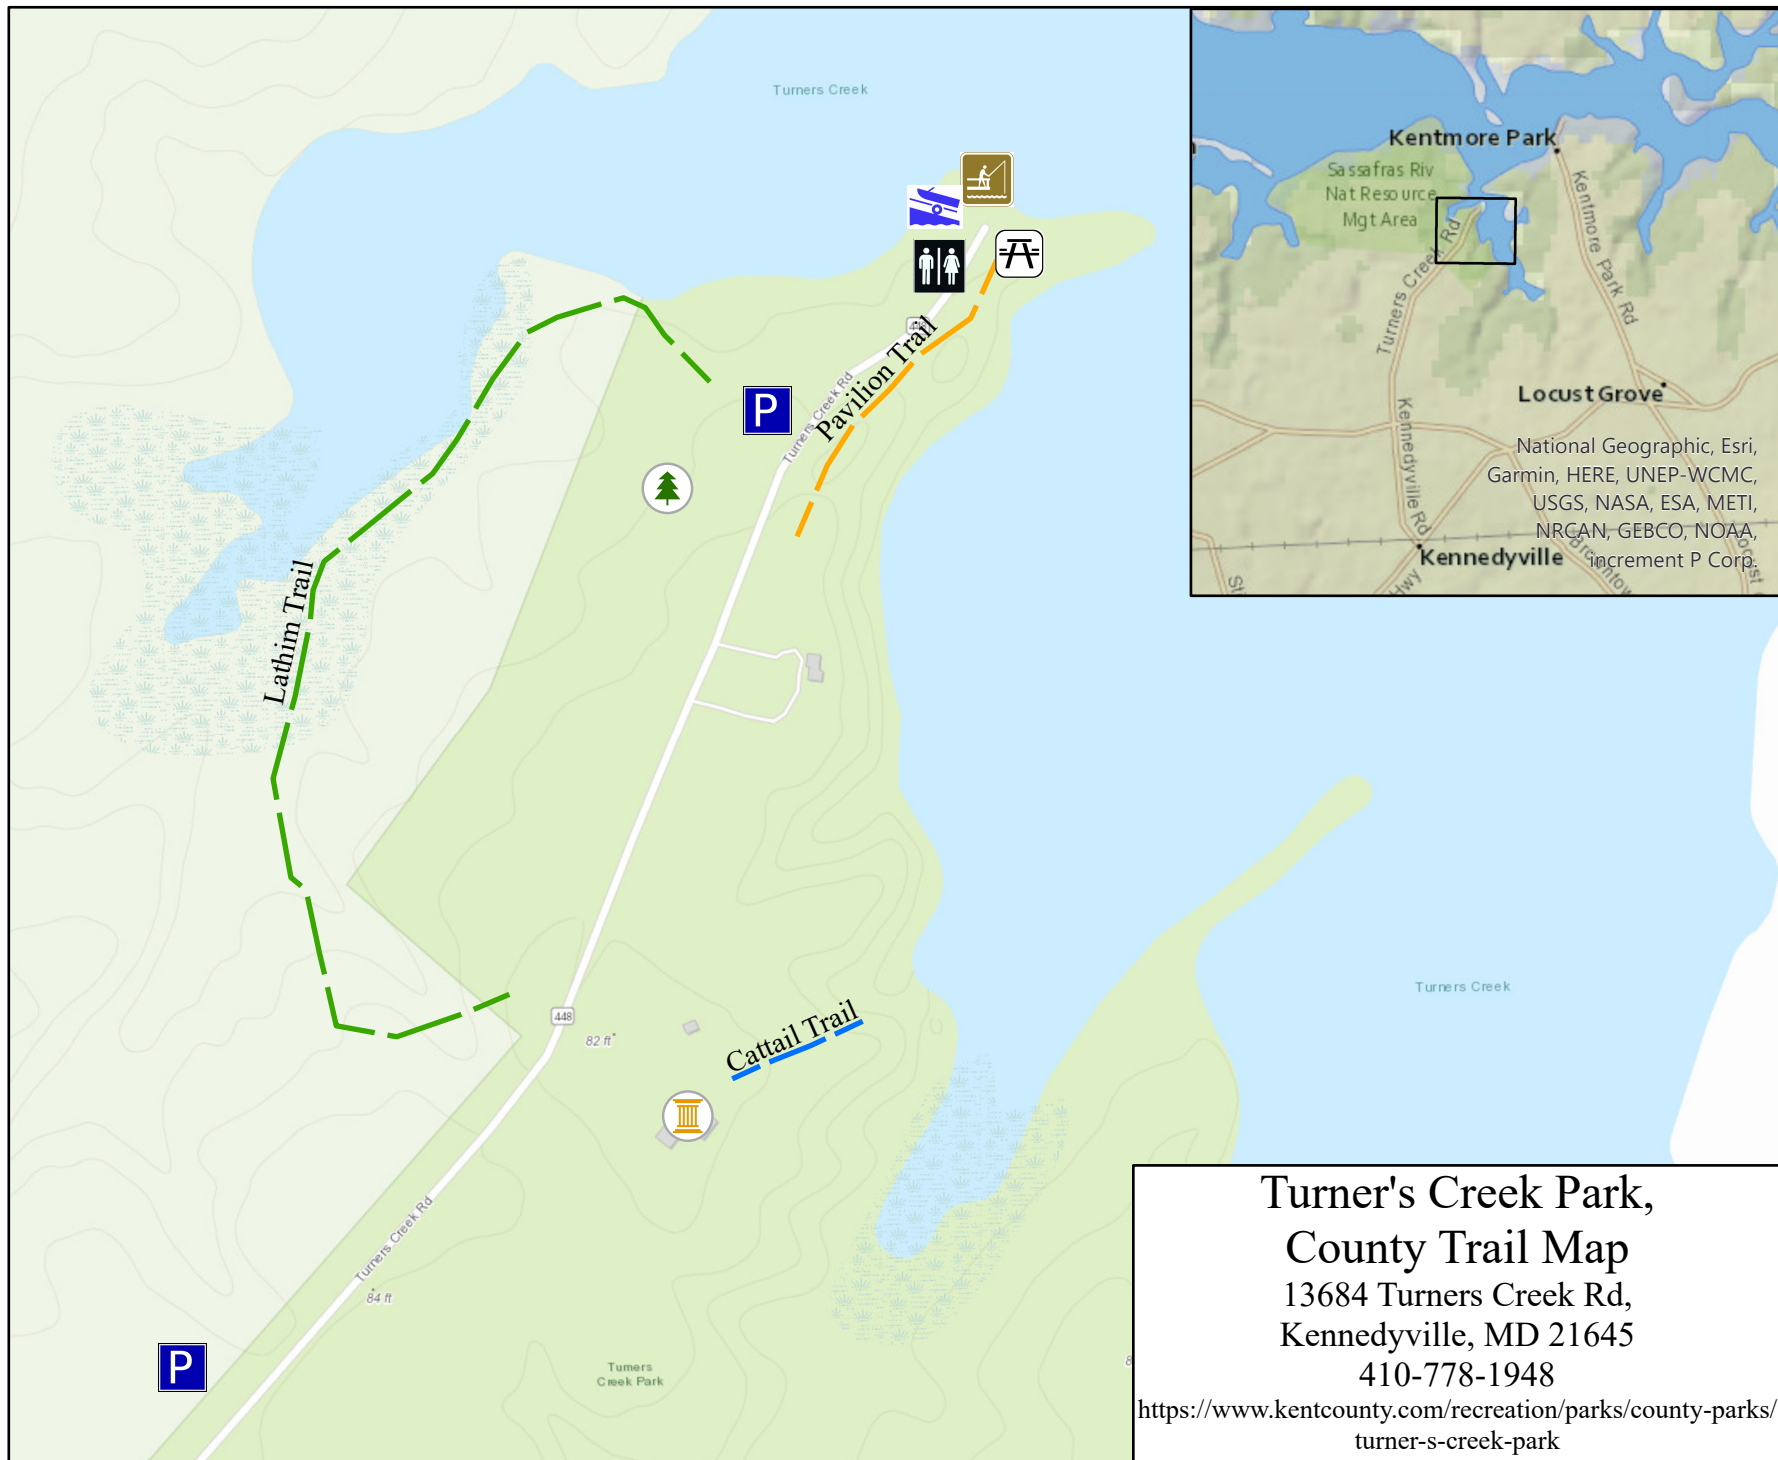 Turners Creek
448
Pavilion Trail
Turners Creek Rd
P
Lathim Trail
448
82 ft
Cattail Trail
Turners Creek
Turners Creek Rd
84 ft
P
Turners
Creek Park
8
Kentmore Park
Sassafras Riv
Nat Resource
Mgt Area
Turners Creek Rd
Kentmore Park Rd
Locust Grove
Kennedyville Rd
Kennedyville
Hwy
National Geographic, Esri,
Garmin, HERE, UNEP-WCMC,
USGS, NASA, ESA, METI,
NRCAN, GEBCO, NOAA,
increment P Corp.
Turner's Creek Park,
County Trail Map
13684 Turners Creek Rd,
Kennedyville, MD 21645
410-778-1948
https://www.kentcounty.com/recreation/parks/county-parks/
turner-s-creek-park